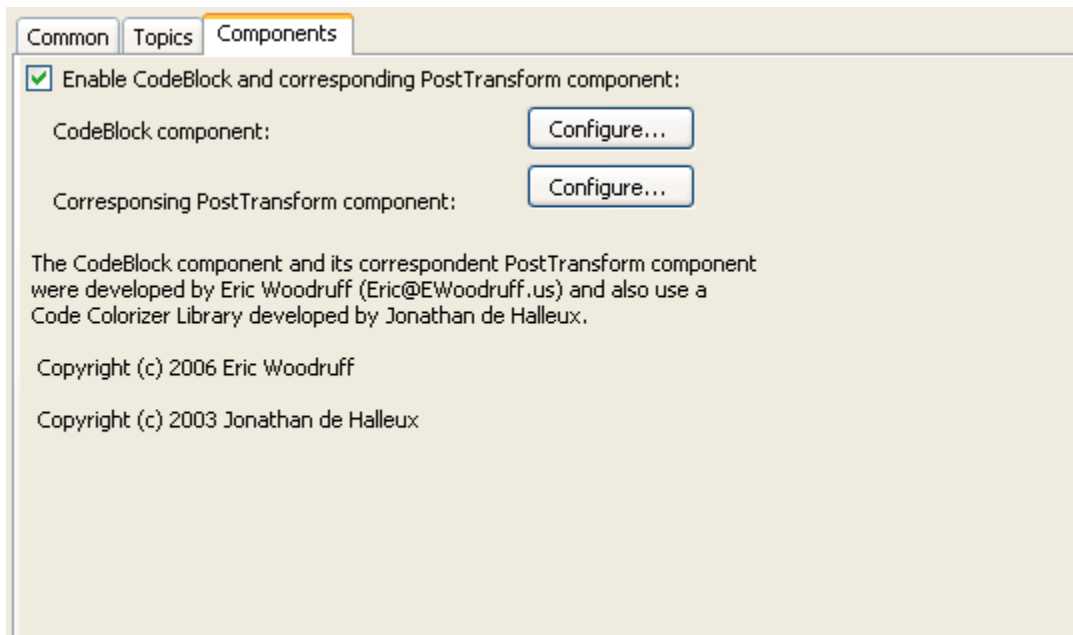 Common Topics Components
Enable CodeBlock and corresponding PostTransform component:
CodeBlock component: Configure...
Corresponsing PostTransform component: Configure...
The CodeBlock component and its correspondent PostTransform component
were developed by Eric Woodruff (Eric@EWoodruff.us) and also use a
Code Colorizer Library developed by Jonathan de Halleux.
Copyright (c) 2006 Eric Woodruff
Copyright (c) 2003 Jonathan de Halleux